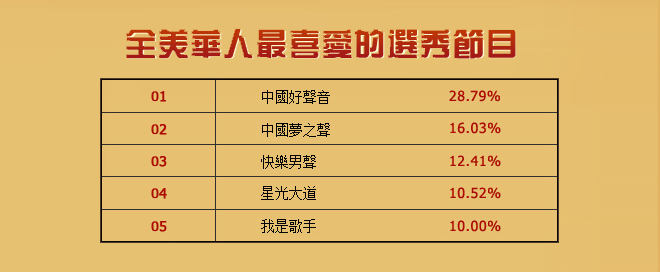 全美華人最喜愛的選秀節目
01 中國好聲音 28.79%
02 中國夢之聲 16.03%
03 快樂男聲 12.41%
04 星光大道 10.52%
05 我是歌手 10.00%